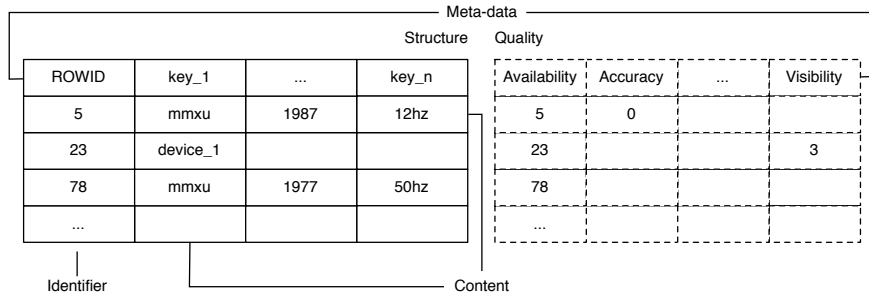 Meta-data
Structure Quality
ROWID key_1 ... key_n Availability Accuracy ... Visibility
5 mmxu 1987 12hz 5 0
23 device_1 23 3
78 mmxu 1977 50hz 78
... ...
Identifier Content